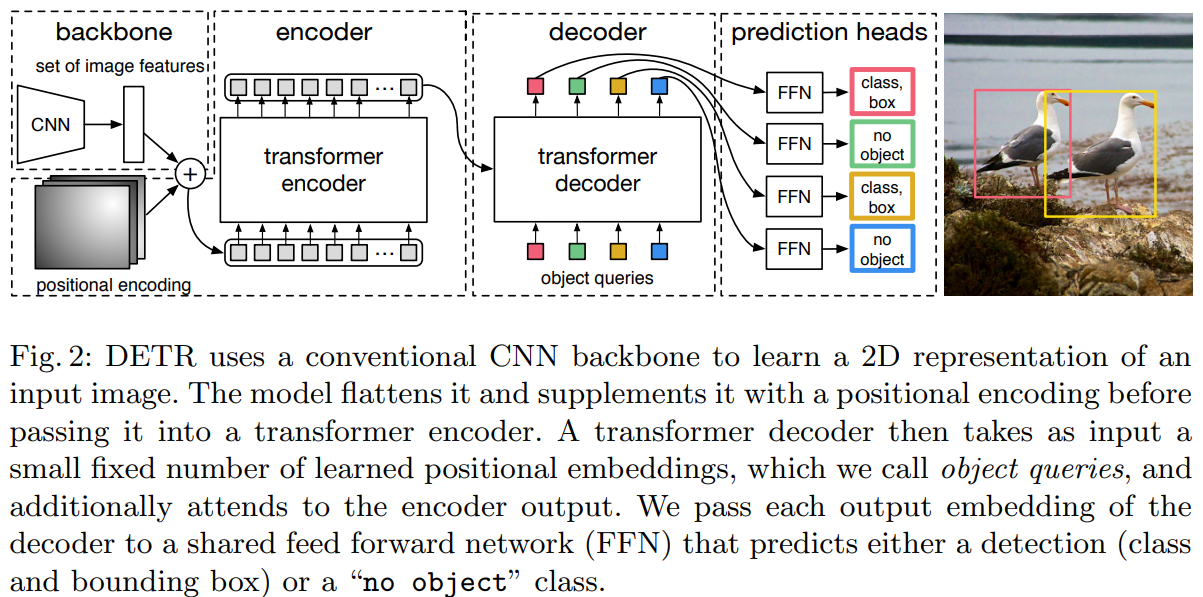 backbone
encoder
decoder
prediction heads
set of image features
CNN
+
positional encoding
...
transformer
encoder
...
transformer
decoder
object queries
FFN
class,
box
FFN
no
object
FFN
class,
box
FFN
no
object
Fig. 2: DETR uses a conventional CNN backbone to learn a 2D representation of an
input image. The model flattens it and supplements it with a positional encoding before
passing it into a transformer encoder. A transformer decoder then takes as input a
small fixed number of learned positional embeddings, which we call object queries, and
additionally attends to the encoder output. We pass each output embedding of the
decoder to a shared feed forward network (FFN) that predicts either a detection (class
and bounding box) or a “no object” class.